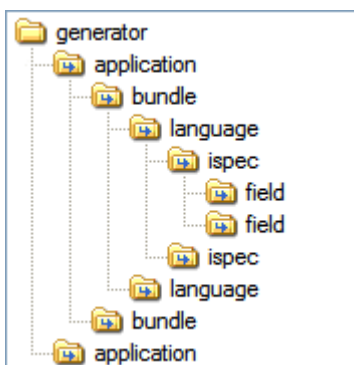 generator
application
bundle
language
ispec
field
field
ispec
language
bundle
application